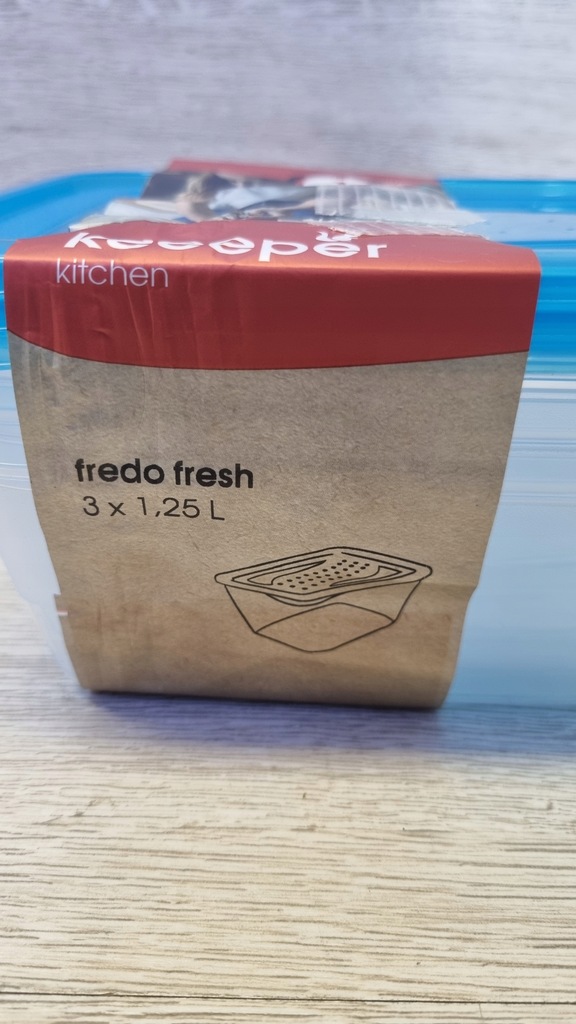 keeeper
kitchen
fredo fresh
3 x 1,25 L